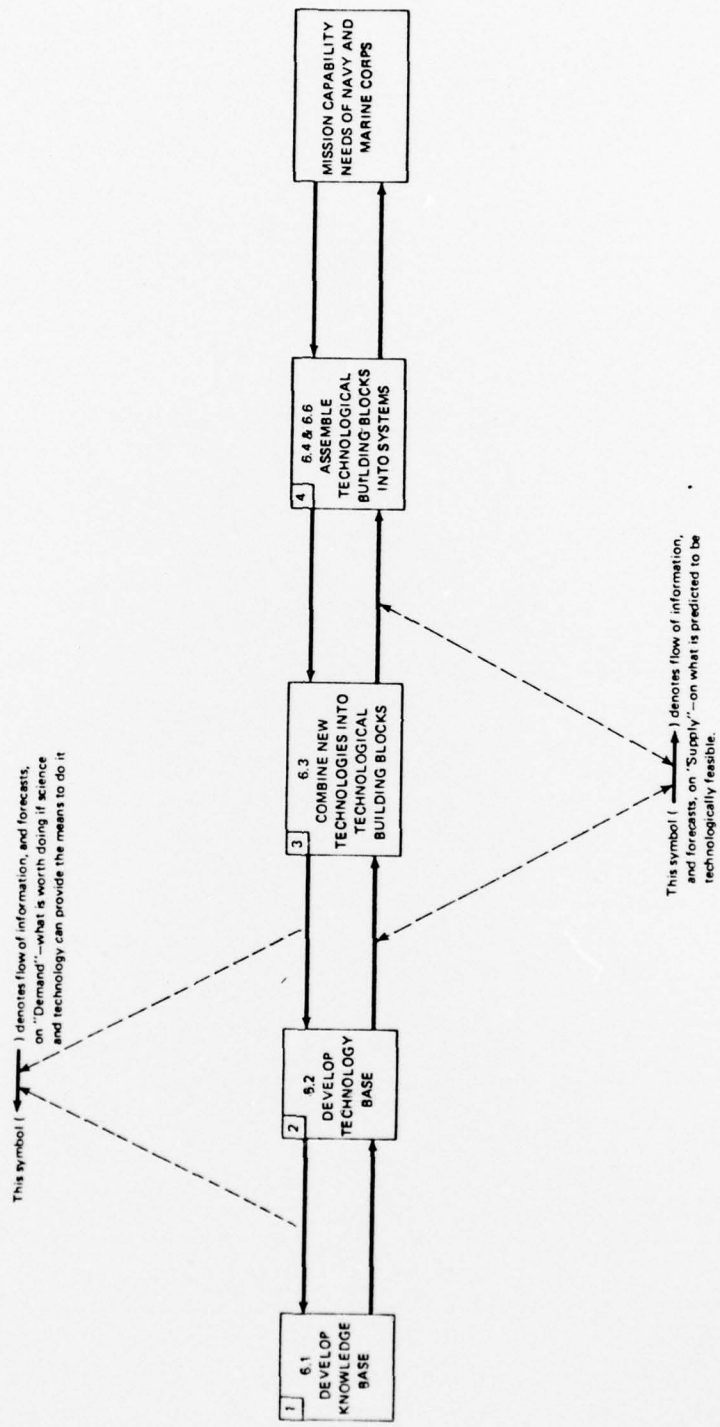 This symbol ( ) denotes flow of information, and forecasts,
on "Demand"—what is worth doing if science
and technology can provide the means to do it
1
6.1
DEVELOP
KNOWLEDGE
BASE
2
6.2
DEVELOP
TECHNOLOGY
BASE
3
6.3
COMBINE NEW
TECHNOLOGIES INTO
TECHNOLOGICAL
BUILDING BLOCKS
4
6.4 & 6.6
ASSEMBLE
TECHNOLOGICAL
BUILDING BLOCKS
INTO SYSTEMS
MISSION CAPABILITY
NEEDS OF NAVY AND
MARINE CORPS
This symbol ( ) denotes flow of information,
and forecasts, on "Supply"—on what is predicted to be
technologically feasible.